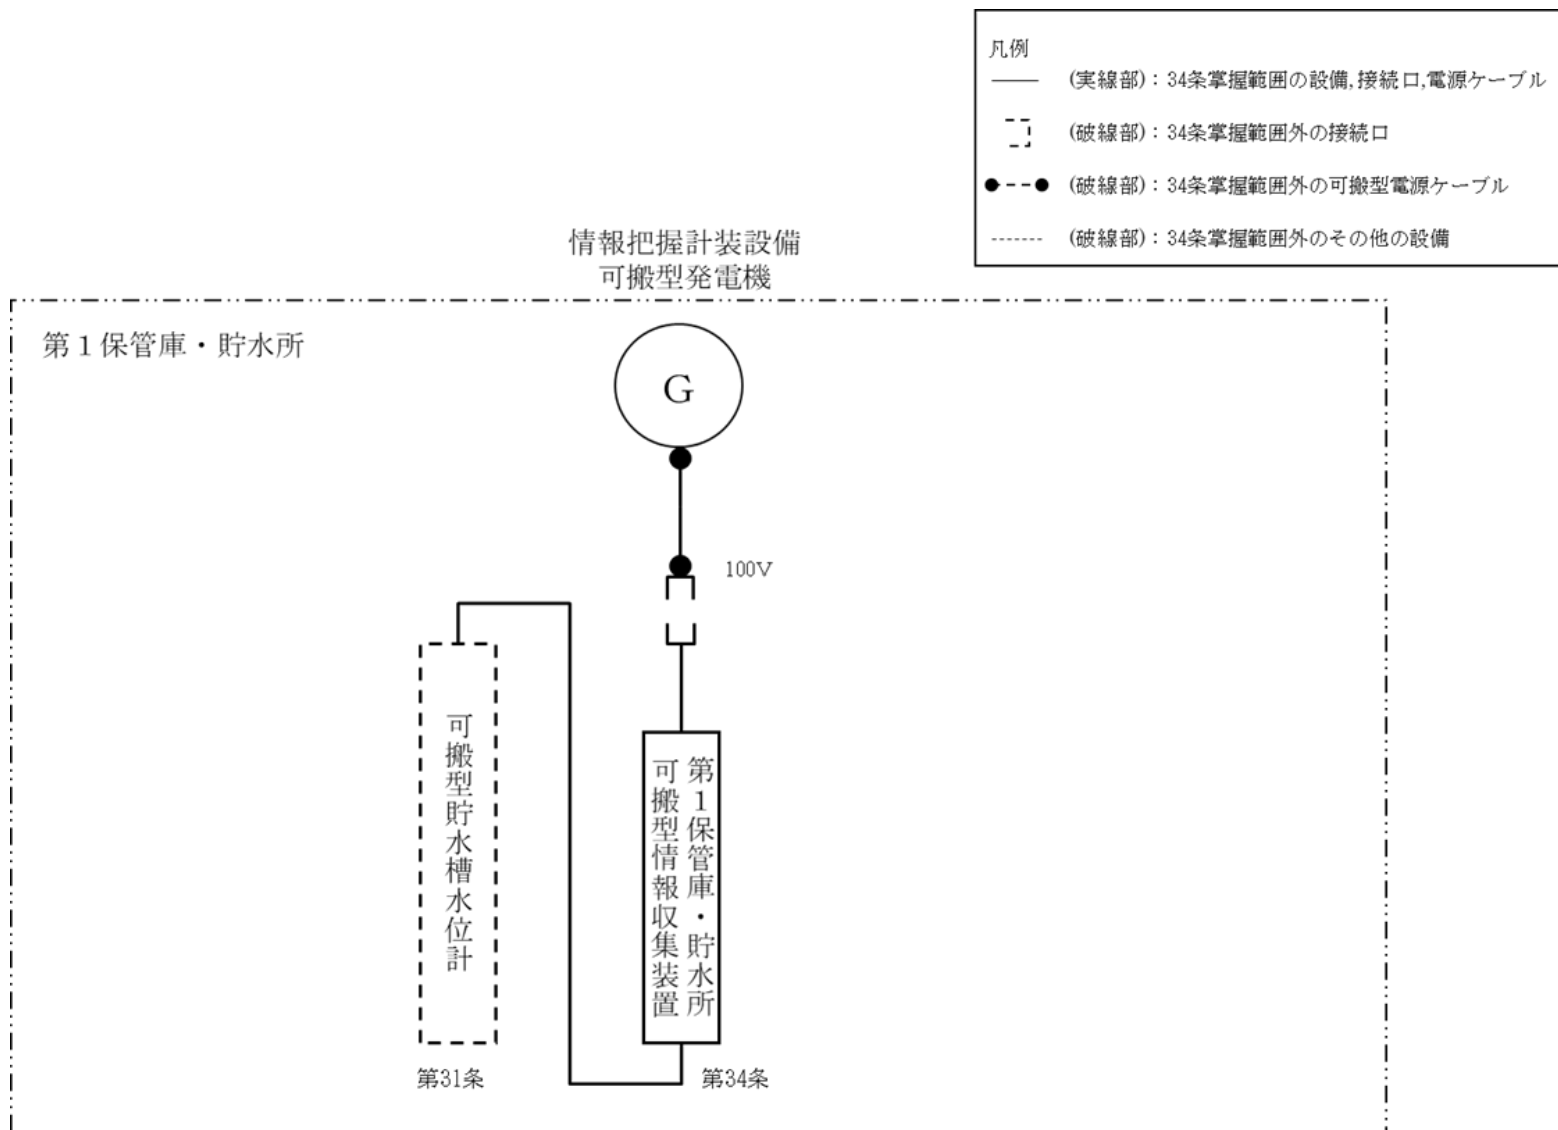 凡例
(実線部)：34条掌握範囲の設備,接続口,電源ケーブル
(破線部)：34条掌握範囲外の接続口
(破線部)：34条掌握範囲外の可搬型電源ケーブル
(破線部)：34条掌握範囲外のその他の設備
情報把握計装設備
可搬型発電機
第１保管庫・貯水所
G
100V
可搬型貯水槽水位計
第１保管庫・貯水所
可搬型情報収集装置
第31条
第34条